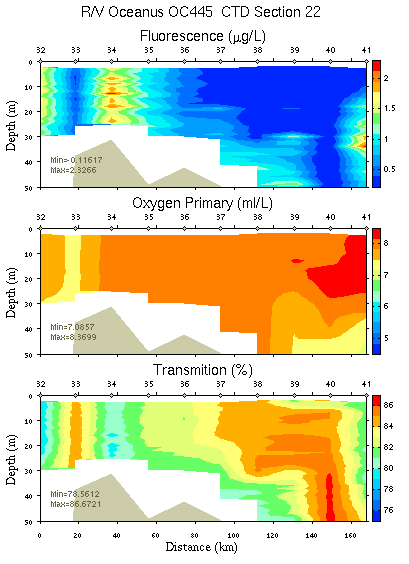 R/V Oceanus OC445 CTD Section 22
Fluorescence (µg/L)
32 33 34 35 36 37 38 39 40 41
Depth (m)
0
10
20
30
40
50
Min=-0.11617
Max=2.3266
2
1.5
1
0.5
Oxygen Primary (ml/L)
32 33 34 35 36 37 38 39 40 41
Depth (m)
0
10
20
30
40
50
Min=7.0857
Max=8.3699
8
7
6
5
Transmition (%)
32 33 34 35 36 37 38 39 40 41
Depth (m)
0
10
20
30
40
50
Min=78.5612
Max=86.6721
86
84
82
80
78
76
0 20 40 60 80 100 120 140 160
Distance (km)